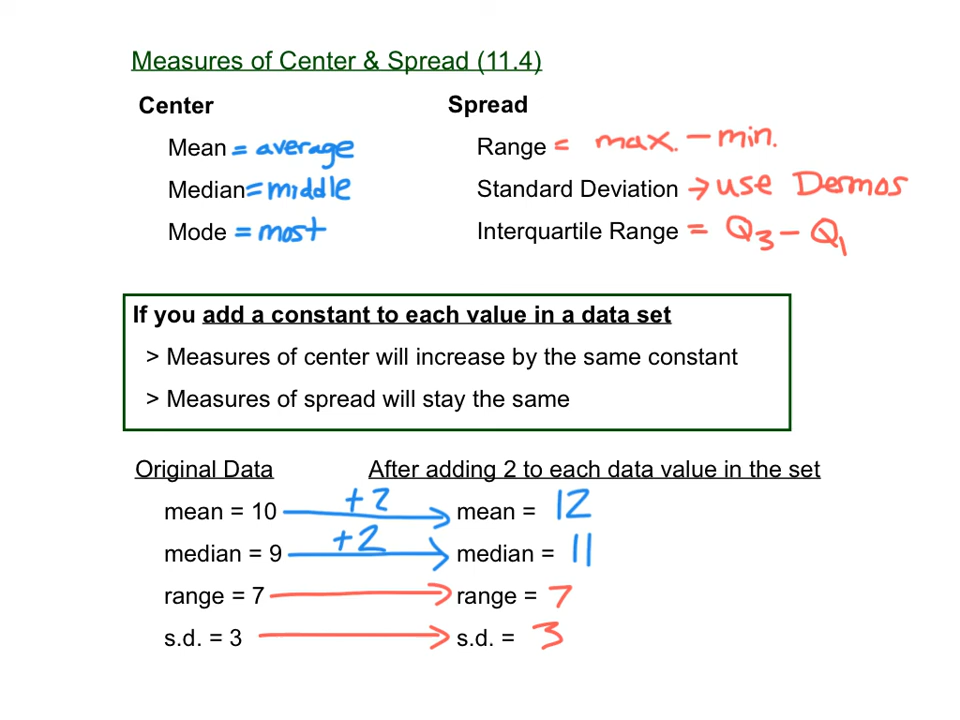 Measures of Center & Spread (11.4)
Center
Spread
Mean = average
Range = max. - min.
Median = middle
Standard Deviation → use Desmos
Mode = most
Interquartile Range = Q3 - Q1
If you add a constant to each value in a data set
> Measures of center will increase by the same constant
> Measures of spread will stay the same
Original Data
After adding 2 to each data value in the set
mean = 10 +2 mean = 12
median = 9 +2 median = 11
range = 7 range = 7
s.d. = 3 s.d. = 3